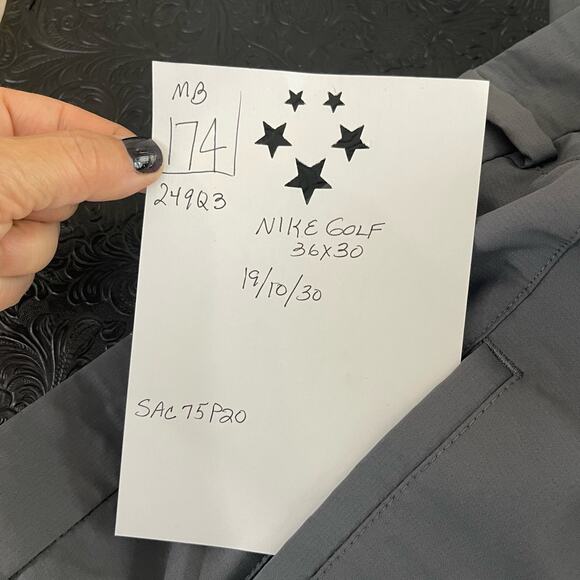 MB
174
249Q3
NIKE GOLF
36X30
19/10/30
SAC75P20